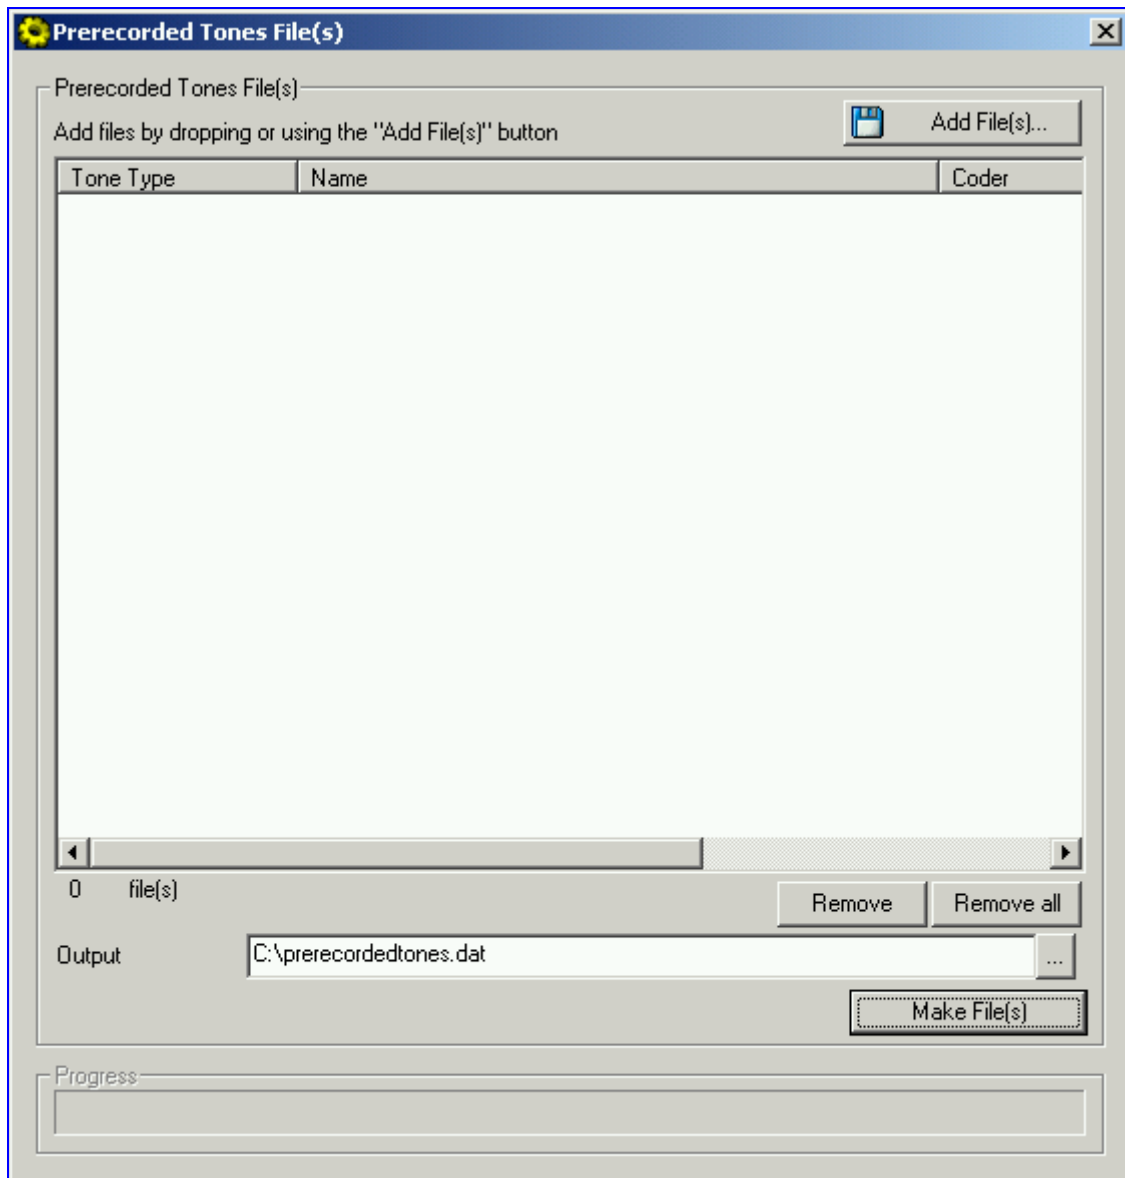 Prerecorded Tones File(s)
Prerecorded Tones File(s)
Add files by dropping or using the "Add File(s)" button
Add File(s)...
Tone Type Name Coder
0 file(s)
Remove Remove all
Output C:\prerecordedtones.dat ...
Make File(s)
Progress